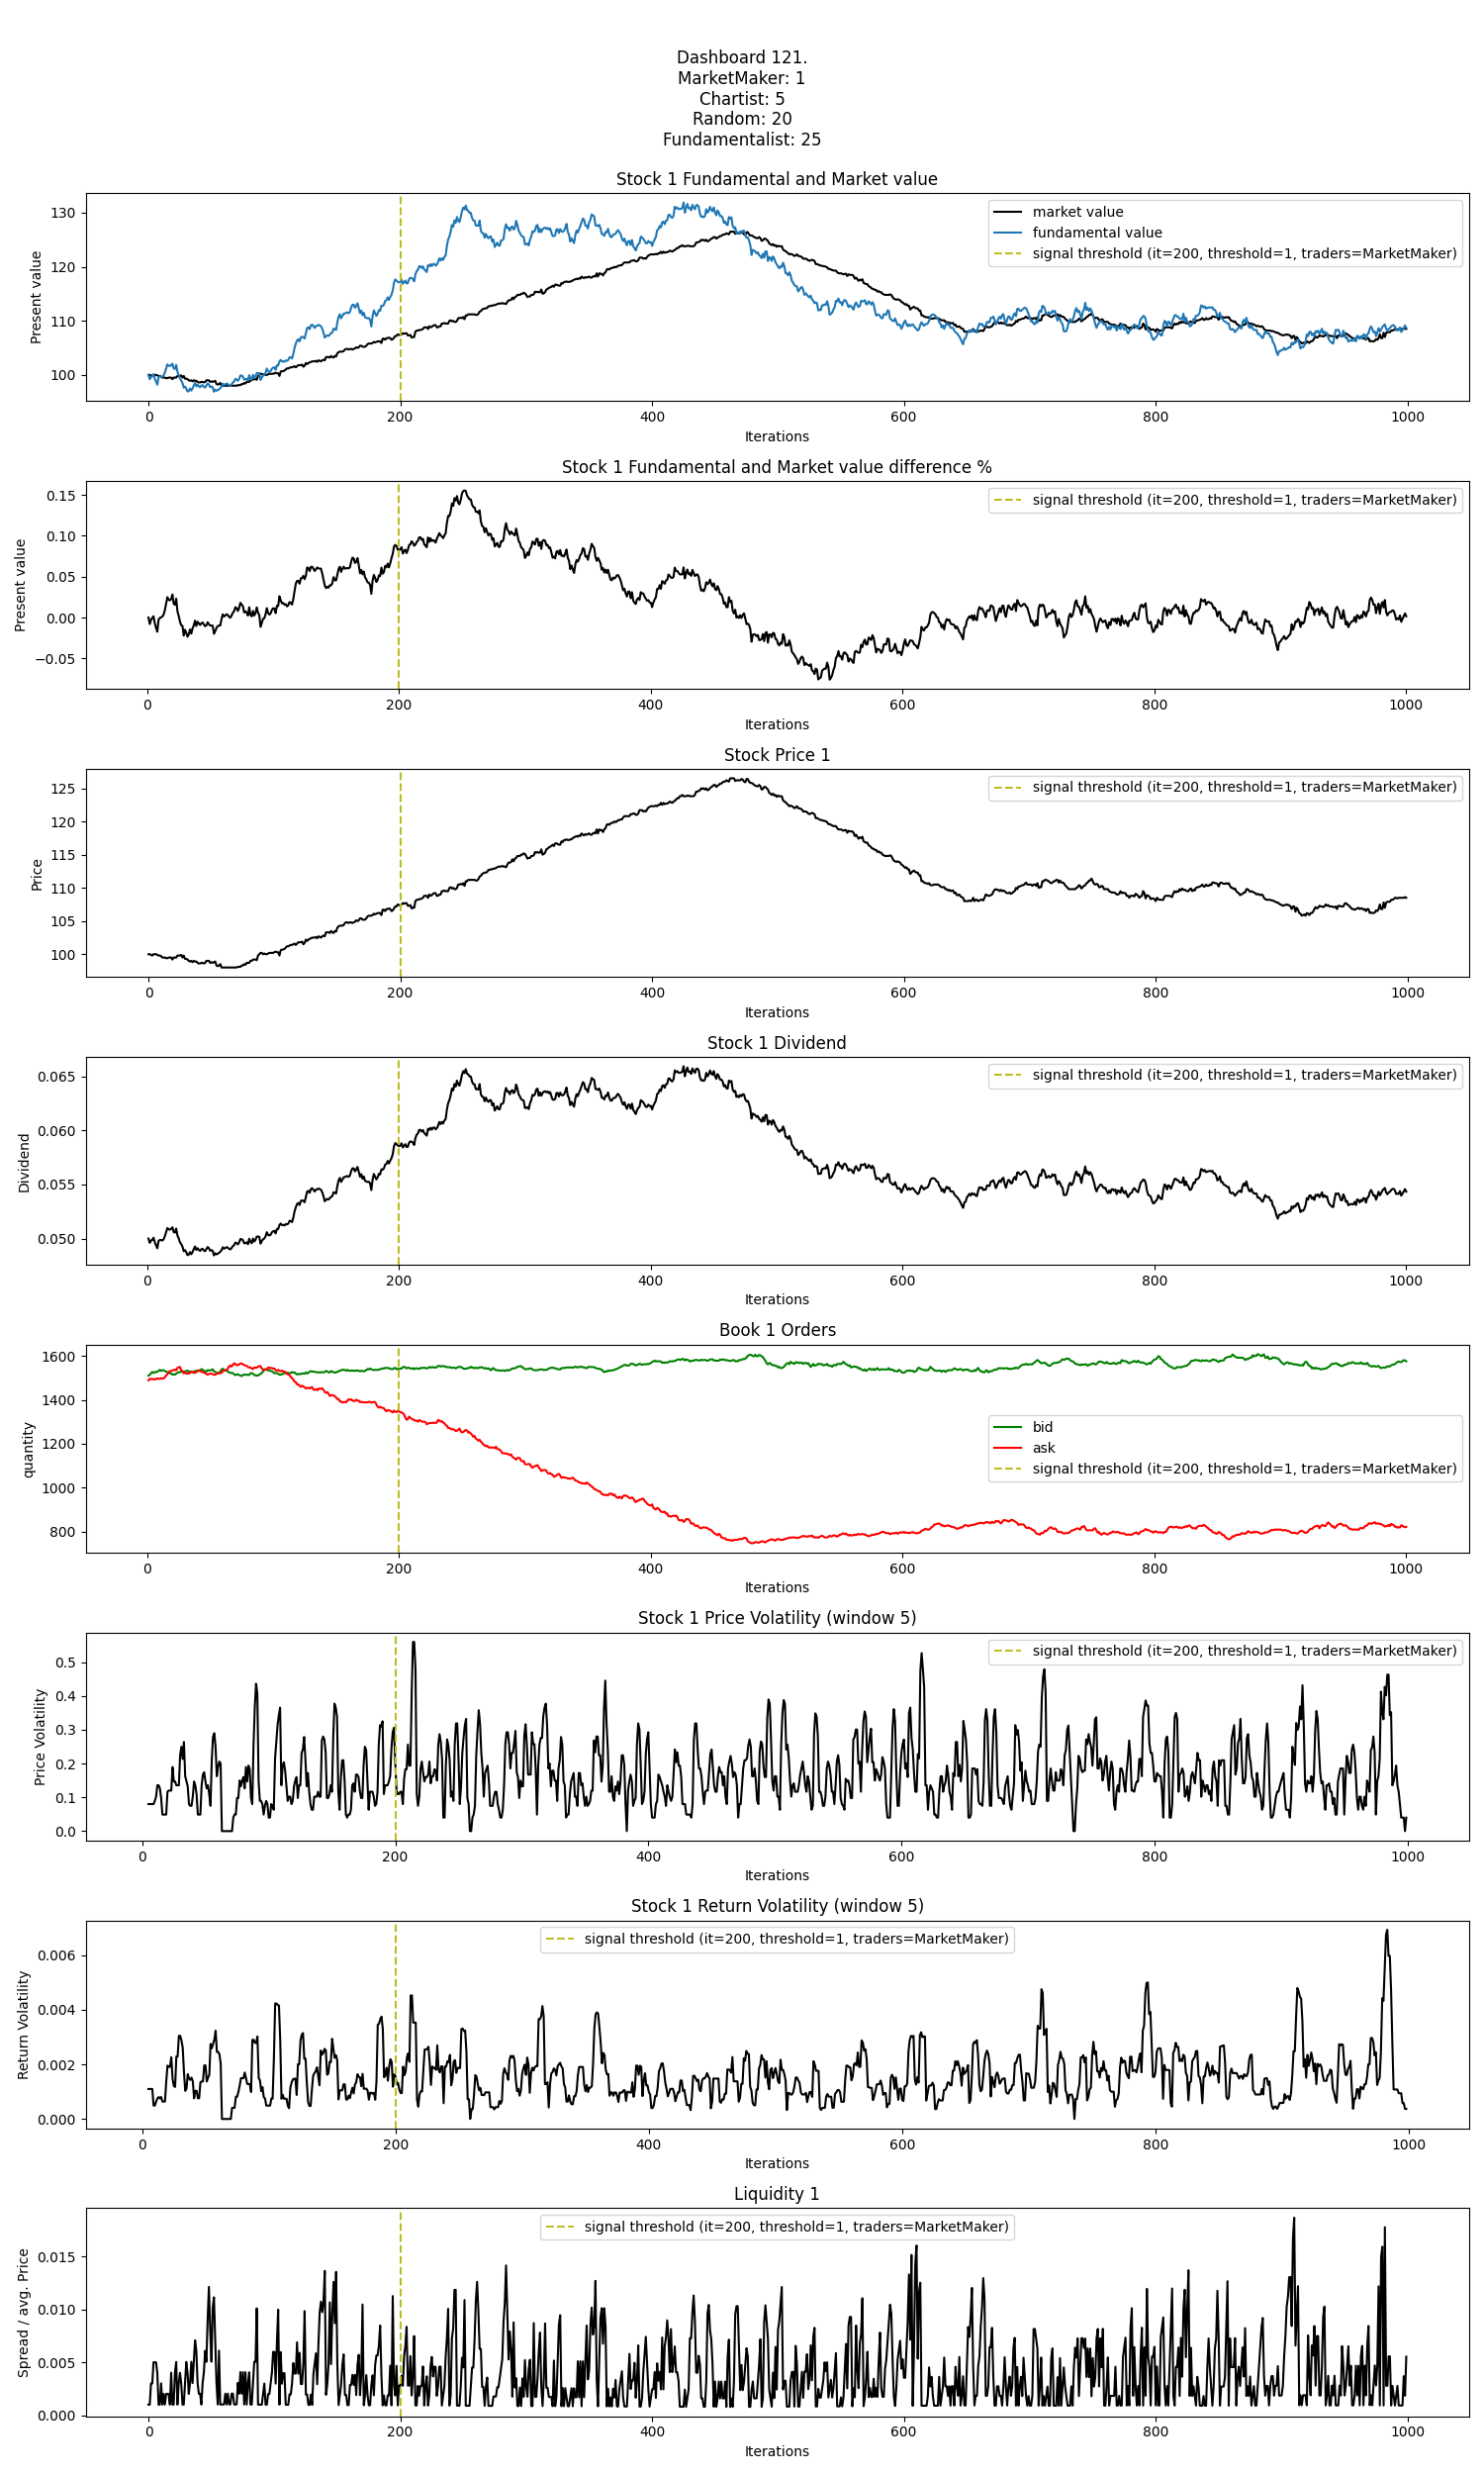 Dashboard 121.
MarketMaker: 1
Chartist: 5
Random: 20
Fundamentalist: 25
Stock 1 Fundamental and Market value
Present value
130
120
110
100
market value
fundamental value
signal threshold (it=200, threshold=1, traders=MarketMaker)
0 200 400 600 800 1000
Iterations
Stock 1 Fundamental and Market value difference %
Present value
0.15
0.10
0.05
0.00
−0.05
signal threshold (it=200, threshold=1, traders=MarketMaker)
0 200 400 600 800 1000
Iterations
Stock Price 1
Price
125
120
115
110
105
100
signal threshold (it=200, threshold=1, traders=MarketMaker)
0 200 400 600 800 1000
Iterations
Stock 1 Dividend
Dividend
0.065
0.060
0.055
0.050
signal threshold (it=200, threshold=1, traders=MarketMaker)
0 200 400 600 800 1000
Iterations
Book 1 Orders
quantity
1600
1400
1200
1000
800
bid
ask
signal threshold (it=200, threshold=1, traders=MarketMaker)
0 200 400 600 800 1000
Iterations
Stock 1 Price Volatility (window 5)
Price Volatility
0.5
0.4
0.3
0.2
0.1
0.0
signal threshold (it=200, threshold=1, traders=MarketMaker)
0 200 400 600 800 1000
Iterations
Stock 1 Return Volatility (window 5)
Return Volatility
0.006
0.004
0.002
0.000
signal threshold (it=200, threshold=1, traders=MarketMaker)
0 200 400 600 800 1000
Iterations
Liquidity 1
Spread / avg. Price
0.015
0.010
0.005
0.000
signal threshold (it=200, threshold=1, traders=MarketMaker)
0 200 400 600 800 1000
Iterations